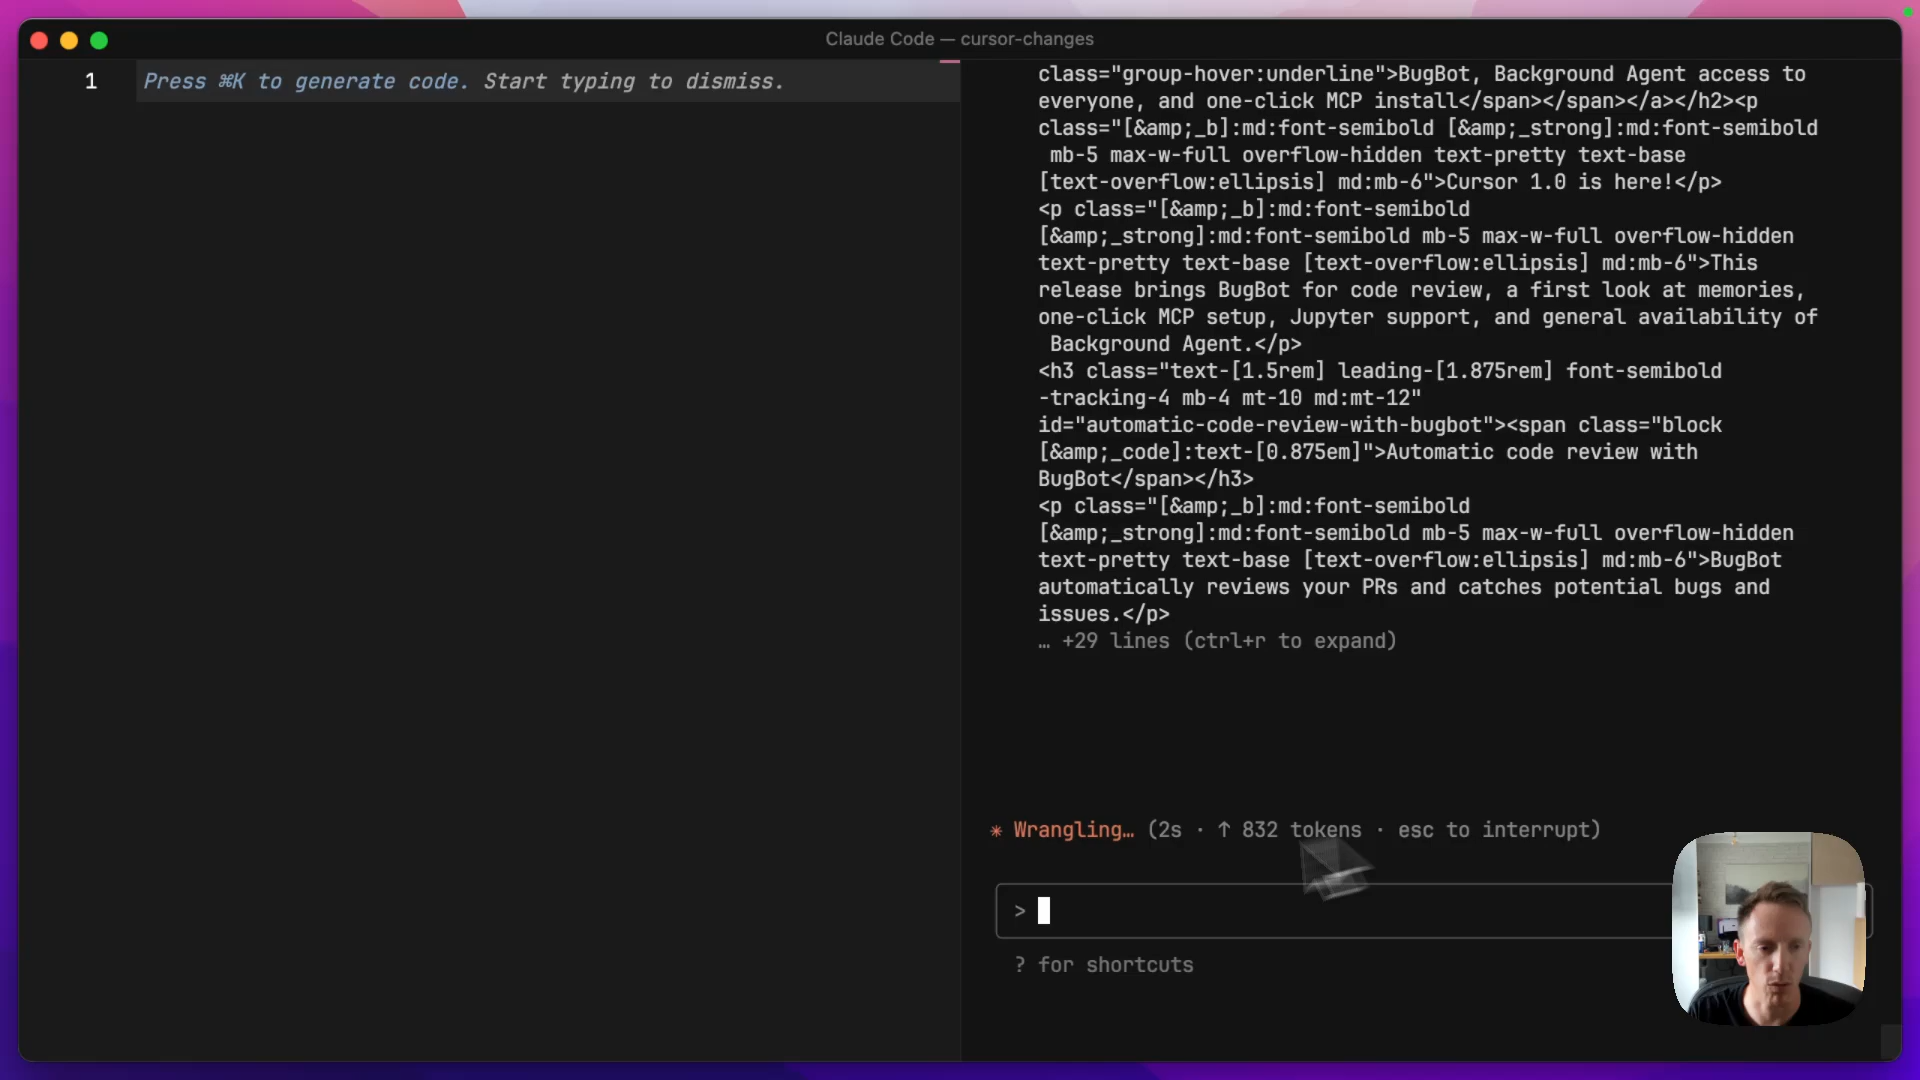 Claude Code — cursor-changes
1
Press ⌘K to generate code. Start typing to dismiss.
class="group-hover:underline">BugBot, Background Agent access to
everyone, and one-click MCP install</span></span></a></h2><p
class="[&amp;_b]:md:font-semibold [&amp;_strong]:md:font-semibold
mb-5 max-w-full overflow-hidden text-pretty text-base
[text-overflow:ellipsis] md:mb-6">Cursor 1.0 is here!</p>
<p class="[&amp;_b]:md:font-semibold
[&amp;_strong]:md:font-semibold mb-5 max-w-full overflow-hidden
text-pretty text-base [text-overflow:ellipsis] md:mb-6">This
release brings BugBot for code review, a first look at memories,
one-click MCP setup, Jupyter support, and general availability of
Background Agent.</p>
<h3 class="text-[1.5rem] leading-[1.875rem] font-semibold
-tracking-4 mb-4 mt-10 md:mt-12"
id="automatic-code-review-with-bugbot"><span class="block
[&amp;_code]:text-[0.875em]">Automatic code review with
BugBot</span></h3>
<p class="[&amp;_b]:md:font-semibold
[&amp;_strong]:md:font-semibold mb-5 max-w-full overflow-hidden
text-pretty text-base [text-overflow:ellipsis] md:mb-6">BugBot
automatically reviews your PRs and catches potential bugs and
issues.</p>
… +29 lines (ctrl+r to expand)
✳ Wrangling… (2s · ↑ 832 tokens · esc to interrupt)
>
? for shortcuts